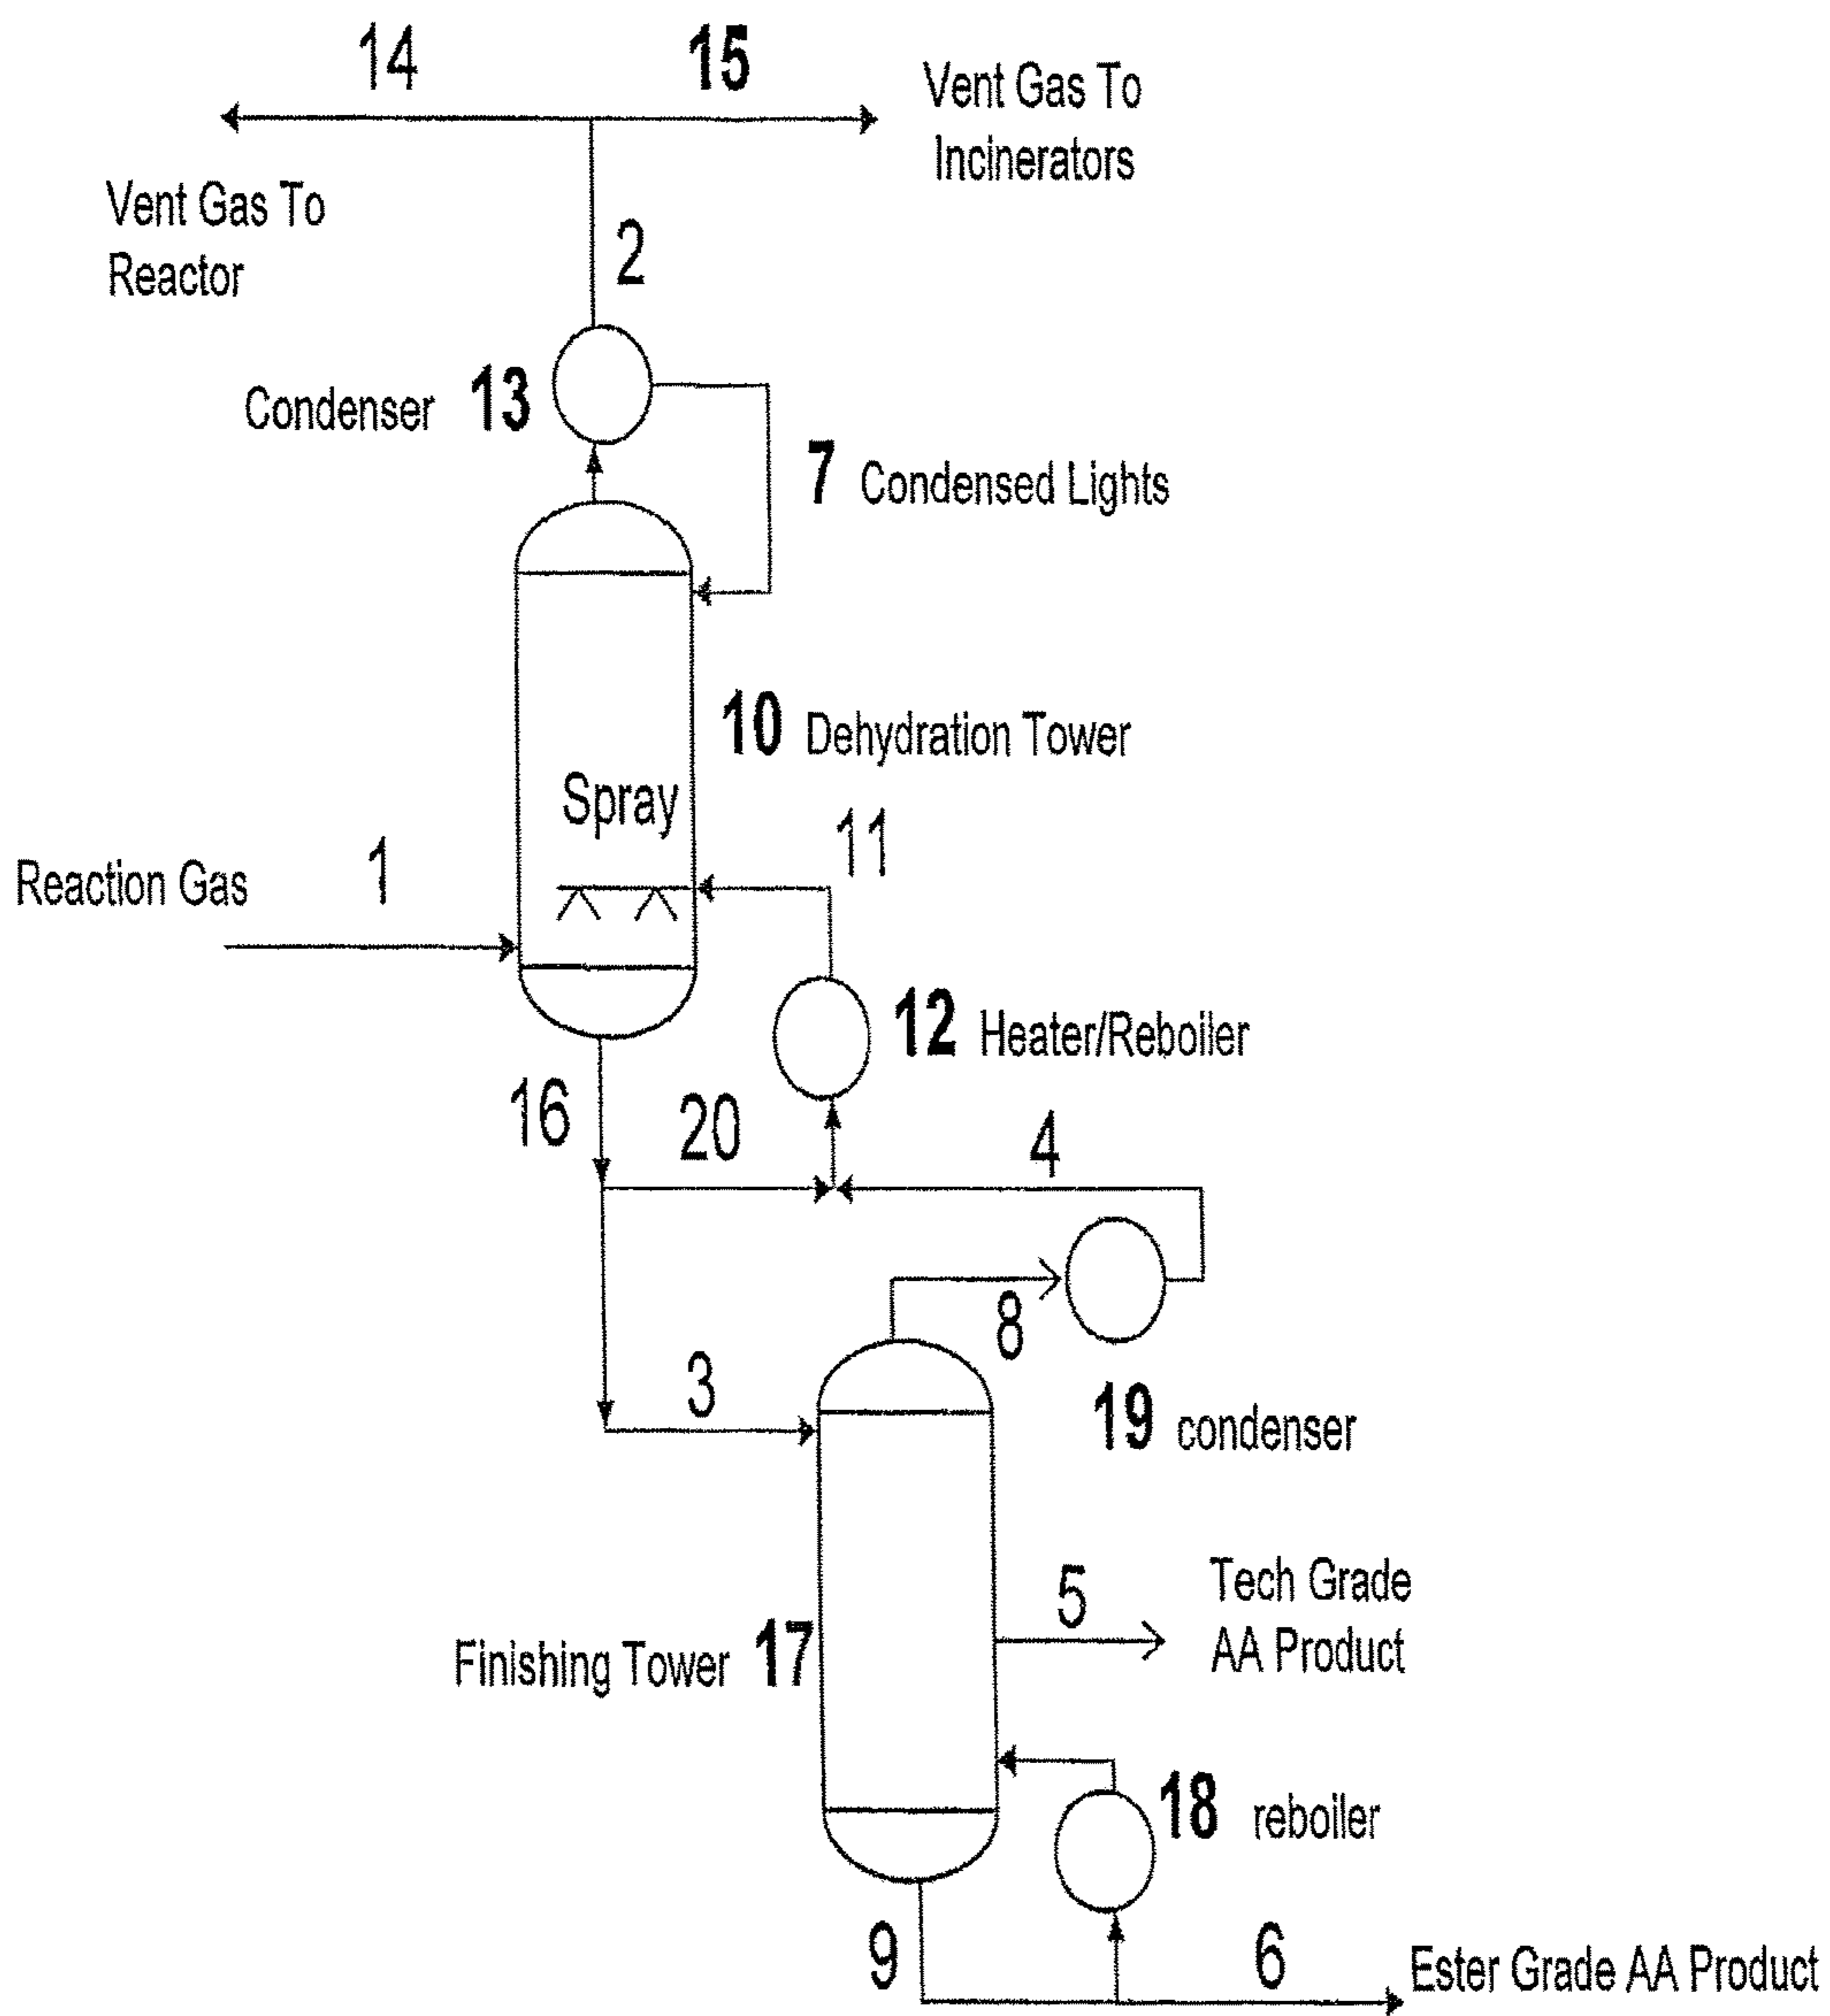 14
15
Vent Gas To
Incinerators
Vent Gas To
Reactor
2
Condenser 13
7 Condensed Lights
10 Dehydration Tower
Spray
11
Reaction Gas
1
12 Heater/Reboiler
16
20
4
8
3
19 condenser
5
Tech Grade
AA Product
Finishing Tower 17
18 reboiler
9
6
Ester Grade AA Product